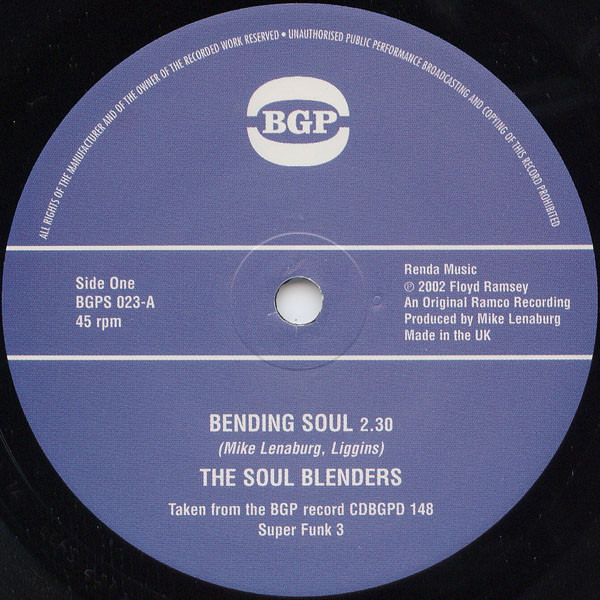 ALL RIGHTS OF THE MANUFACTURER AND OF THE OWNER OF THE RECORDED WORK RESERVED • UNAUTHORISED PUBLIC PERFORMANCE BROADCASTING AND COPYING OF THIS RECORD PROHIBITED
BGP
Side One
BGPS 023-A
45 rpm
Renda Music
℗ 2002 Floyd Ramsey
An Original Ramco Recording
Produced by Mike Lenaburg
Made in the UK
BENDING SOUL 2.30
(Mike Lenaburg, Liggins)
THE SOUL BLENDERS
Taken from the BGP record CDBGPD 148
Super Funk 3